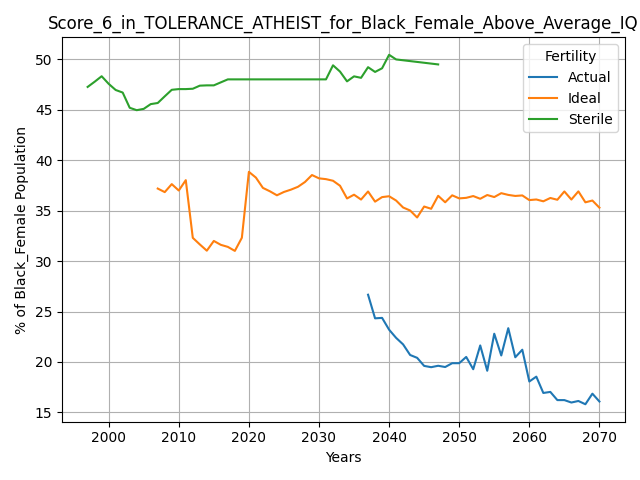 Score_6_in_TOLERANCE_ATHEIST_for_Black_Female_Above_Average_IQ
Fertility
Actual
Ideal
Sterile
% of Black_Female Population
50
45
40
35
30
25
20
15
2000
2010
2020
2030
2040
2050
2060
2070
Years